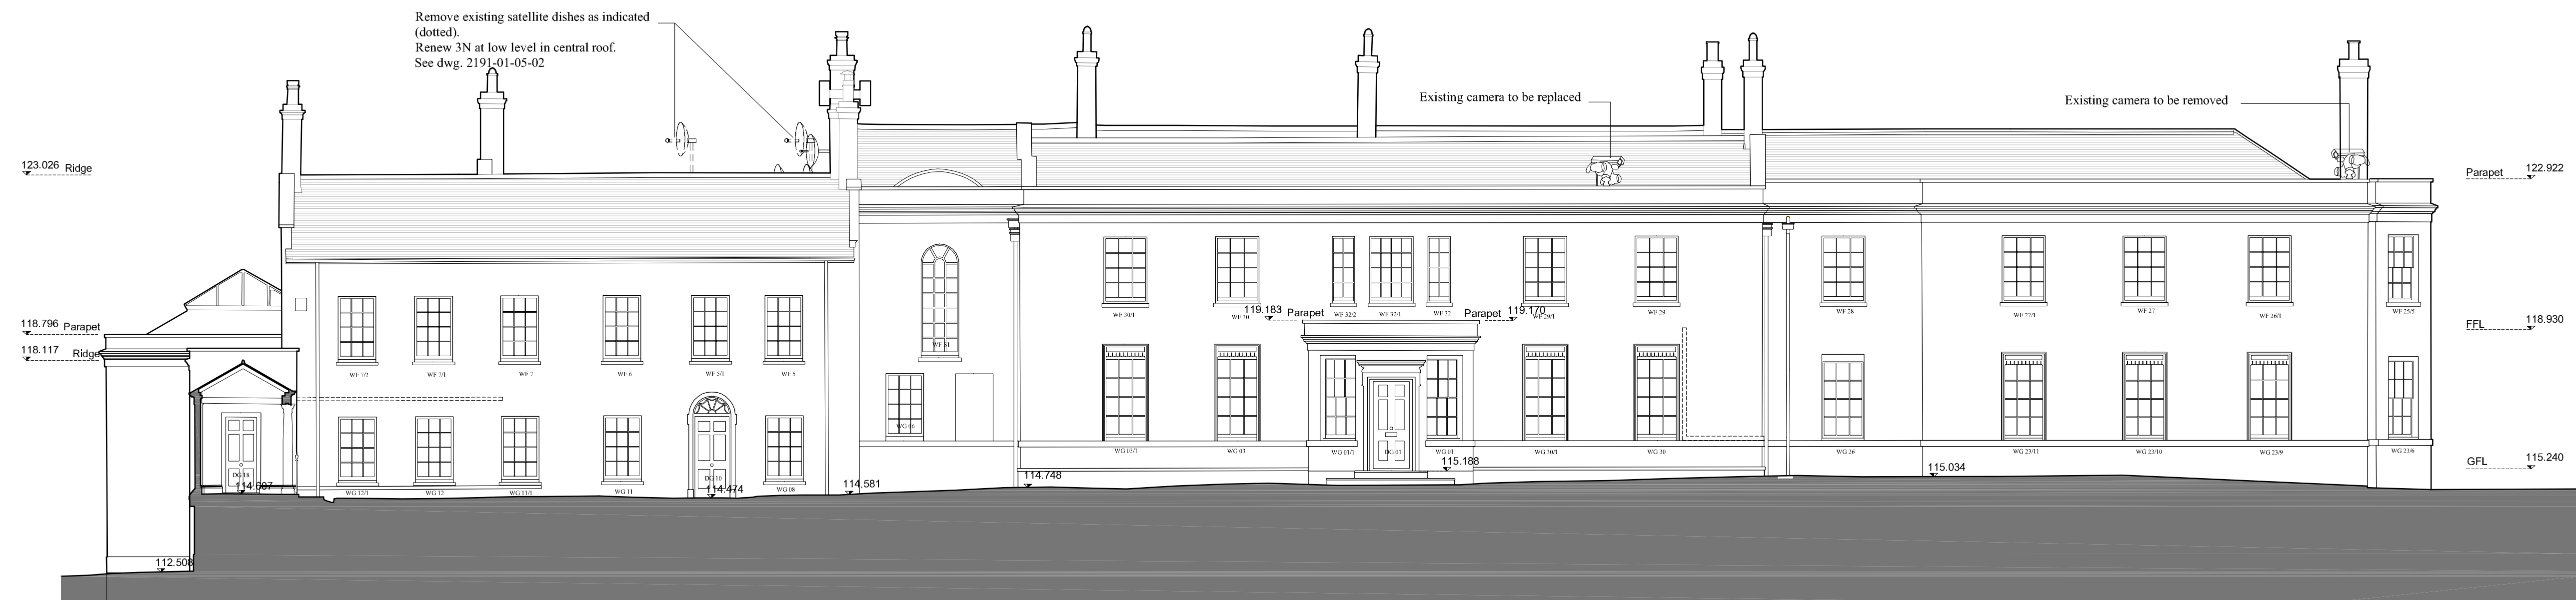 Remove existing satellite dishes as indicated
(dotted).
Renew 3N at low level in central roof.
See dwg. 2191-01-05-02
Existing camera to be replaced
Existing camera to be removed
123.026 Ridge
Parapet 122.922
118.796 Parapet
118.117 Ridge
FFL 118.930
GFL 115.240
119.183 Parapet
Parapet 119.170
WF 7/2
WF 7/1
WF 7
WF 6
WF 5/1
WF 5
WF S1
WF 30/1
WF 30
WF 32/2
WF 32/1
WF 32
WF 29/1
WF 29
WF 28
WF 27/1
WF 27
WF 26/1
WF 25/5
DG 18
WG 12/1
WG 12
WG 11/1
WG 11
DG 10
WG 08
WG 06
WG 03/1
WG 03
WG 01/1
DG 01
WG 01
WG 30/1
WG 30
WG 26
WG 23/11
WG 23/10
WG 23/9
WG 23/6
114.607
114.474
114.581
114.748
115.188
115.034
112.508